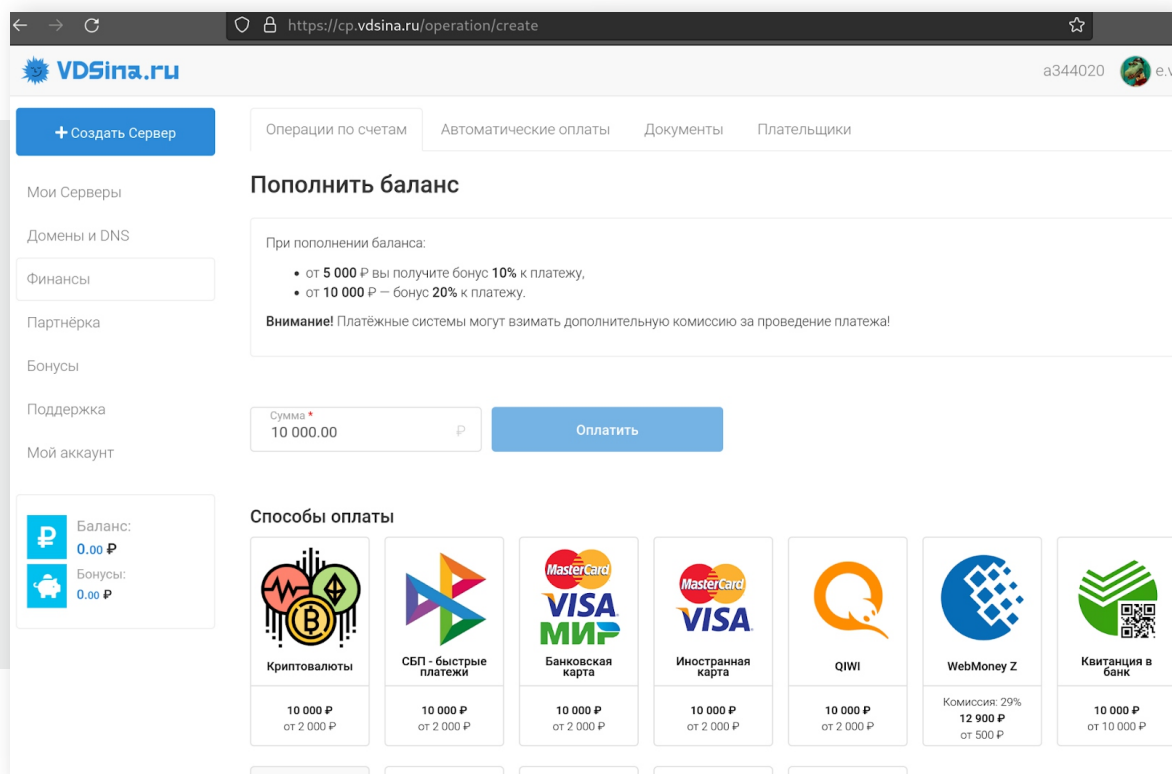 https://cp.vdsina.ru/operation/create
VDSina.ru
a344020
e.v
+ Создать Сервер
Мои Серверы
Домены и DNS
Финансы
Партнёрка
Бонусы
Поддержка
Мой аккаунт
Баланс:
0.00 ₽
Бонусы:
0.00 ₽
Операции по счетам Автоматические оплаты Документы Плательщики
Пополнить баланс
При пополнении баланса:
• от 5 000 ₽ вы получите бонус 10% к платежу,
• от 10 000 ₽ — бонус 20% к платежу.
Внимание! Платёжные системы могут взимать дополнительную комиссию за проведение платежа!
Сумма *
10 000.00 ₽
Оплатить
Способы оплаты
Криптовалюты
10 000 ₽
от 2 000 ₽
СБП - быстрые
платежи
10 000 ₽
от 2 000 ₽
MasterCard
VISA
МИР
Банковская
карта
10 000 ₽
от 2 000 ₽
MasterCard
VISA
Иностранная
карта
10 000 ₽
от 2 000 ₽
QIWI
10 000 ₽
от 2 000 ₽
WebMoney Z
Комиссия: 29%
12 900 ₽
от 500 ₽
Квитанция в
банк
10 000 ₽
от 10 000 ₽